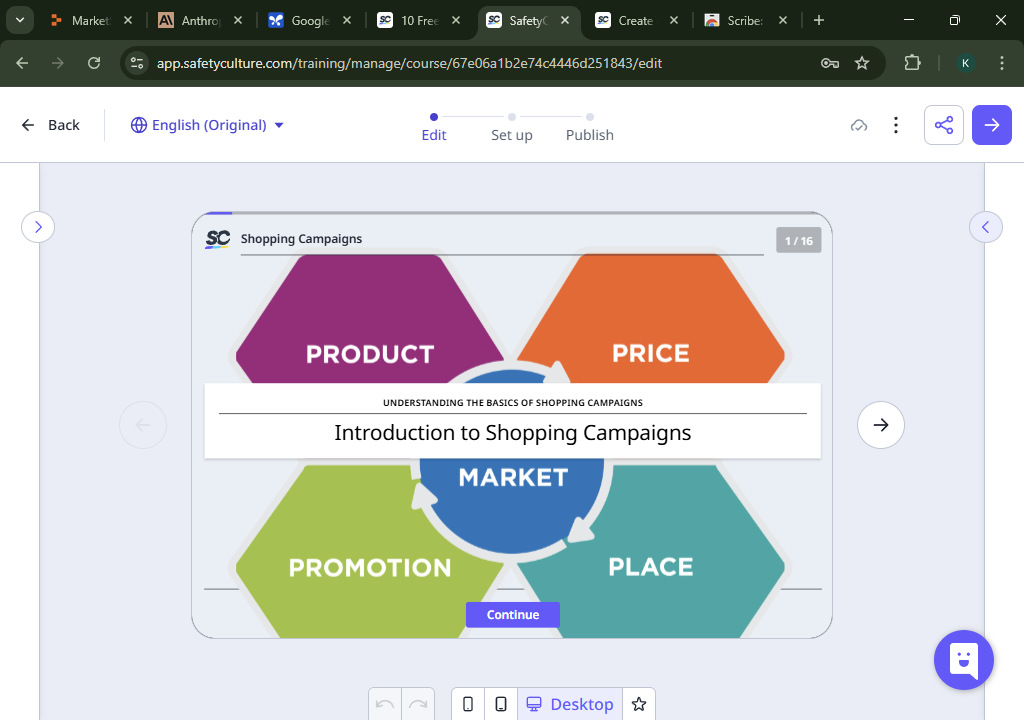 Market
Anthrop
Google
10 Free
SafetyC
Create
Scribe:
app.safetyculture.com/training/manage/course/67e06a1b2e74c4446d251843/edit
K
Back
English (Original)
Edit
Set up
Publish
SC
Shopping Campaigns
1 / 16
PRODUCT
PRICE
UNDERSTANDING THE BASICS OF SHOPPING CAMPAIGNS
Introduction to Shopping Campaigns
MARKET
PROMOTION
PLACE
Continue
Desktop